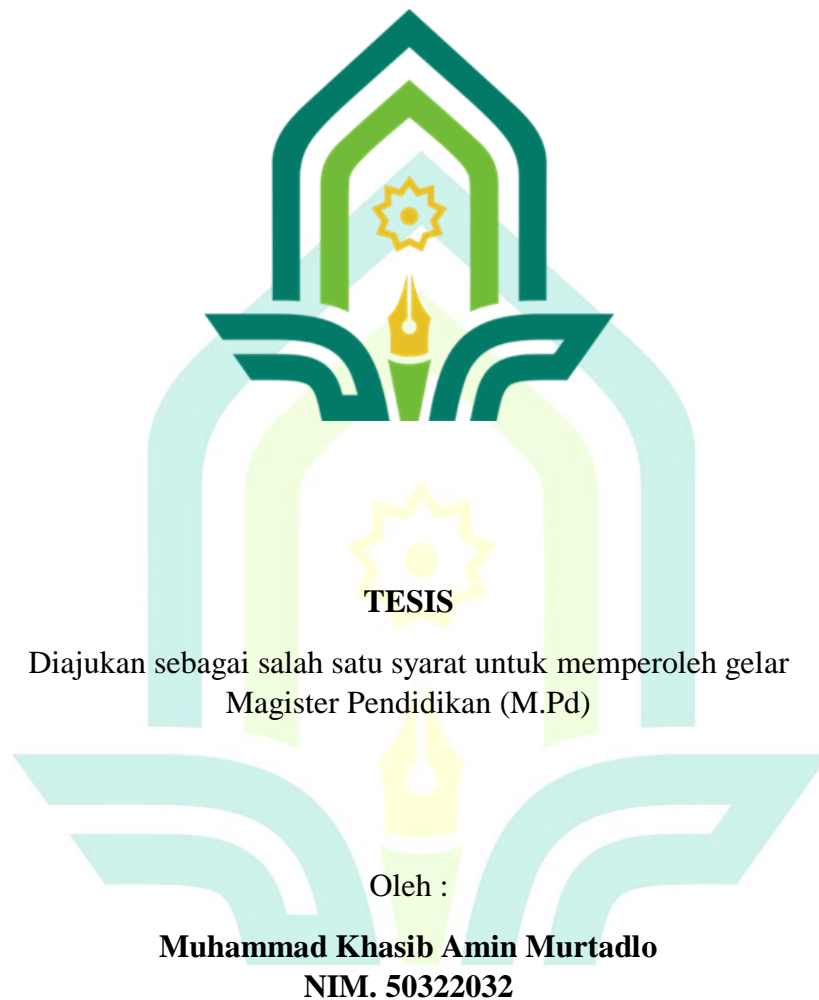 TESIS
Diajukan sebagai salah satu syarat untuk memperoleh gelar
Magister Pendidikan (M.Pd)
Oleh :
Muhammad Khasib Amin Murtadlo
NIM. 50322032